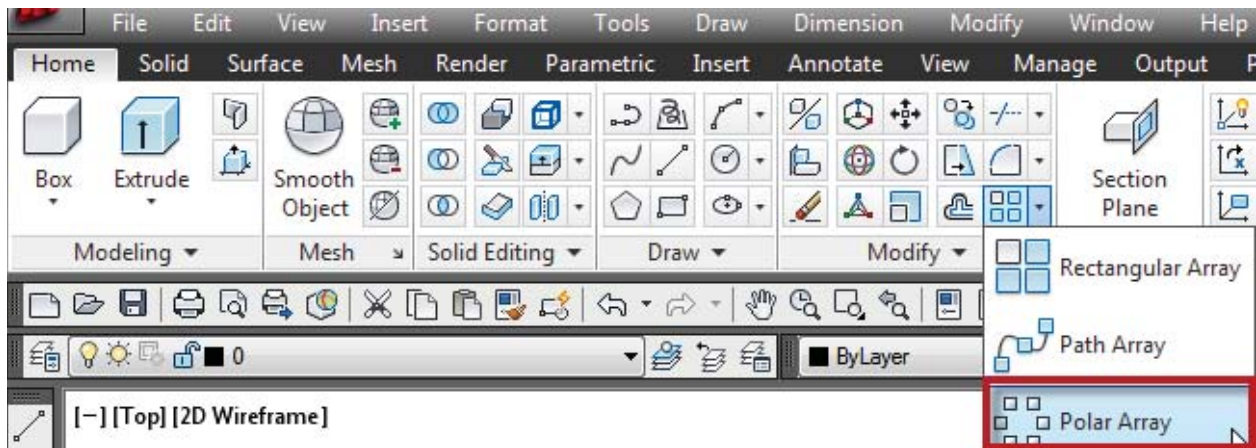 File Edit View Insert Format Tools Draw Dimension Modify Window Help
Home Solid Surface Mesh Render Parametric Insert Annotate View Manage Output
Box Extrude Smooth Object Section Plane
Modeling Mesh Solid Editing Draw Modify
Rectangular Array
Path Array
0 ByLayer
[−] [Top] [2D Wireframe]
Polar Array